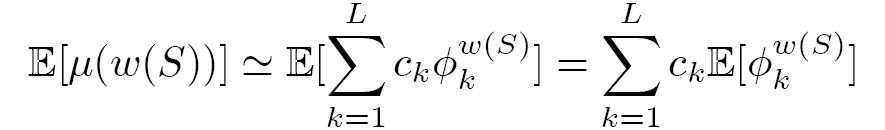 𝔼[μ(w(S))] ≃ 𝔼[∑_{k=1}^{L} c_k ϕ_k^{w(S)}] = ∑_{k=1}^{L} c_k 𝔼[ϕ_k^{w(S)}]